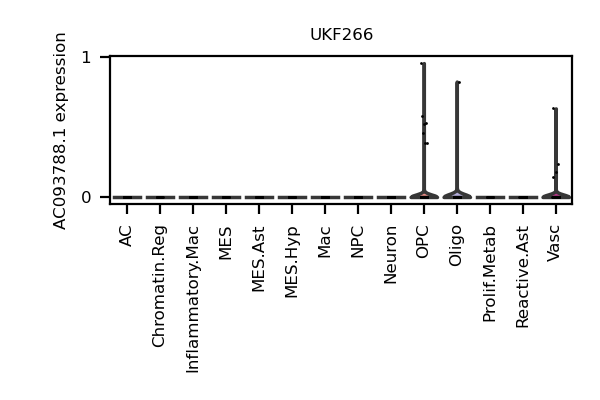 UKF266
AC093788.1 expression
1
0
AC
Chromatin.Reg
Inflammatory.Mac
MES
MES.Ast
MES.Hyp
Mac
NPC
Neuron
OPC
Oligo
Prolif.Metab
Reactive.Ast
Vasc